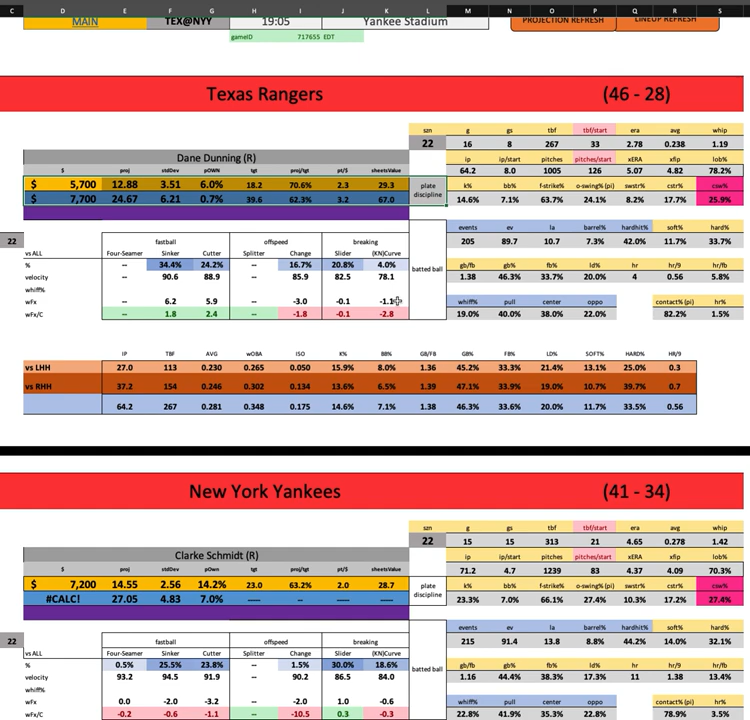 C D E F G H I J K L M N O P Q R S
MAIN TEX@NYY 19:05 Yankee Stadium PROJECTION REFRESH LINEUP REFRESH
gameID 717655 EDT
Texas Rangers (46 - 28)
szn g gs tbf tbf/start era avg whip
22 16 8 267 33 2.78 0.238 1.19
Dane Dunning (R) ip ip/start pitches pitches/start xERA xfip lob%
$ proj stdDev pOWN tgt proj/tgt pt/$ sheetsValue 64.2 8.0 1005 126 5.07 4.82 78.2%
$ 5,700 12.88 3.51 6.0% 18.2 70.6% 2.3 29.3 plate discipline k% bb% f-strike% o-swing% (pi) swstr% cstr% csw%
$ 7,700 24.67 6.21 0.7% 39.6 62.3% 3.2 67.0 14.6% 7.1% 63.7% 24.1% 8.2% 17.7% 25.9%
events ev la barrel% hardhit% soft% hard%
22 fastball offspeed breaking 205 89.7 10.7 7.3% 42.0% 11.7% 33.7%
vs ALL Four-Seamer Sinker Cutter Splitter Change Slider (KN)Curve
% -- 34.4% 24.2% -- 16.7% 20.8% 4.0% batted ball gb/fb gb% fb% ld% hr hr/9 hr/fb
velocity -- 90.6 88.9 -- 85.9 82.5 78.1 1.38 46.3% 33.7% 20.0% 4 0.56 5.8%
whiff%
wFx -- 6.2 5.9 -- -3.0 -0.1 -1.1 whiff% pull center oppo contact% (pi) hr%
wFx/C -- 1.8 2.4 -- -1.8 -0.1 -2.8 19.0% 40.0% 38.0% 22.0% 82.2% 1.5%
IP TBF AVG wOBA ISO K% BB% GB/FB GB% FB% LD% SOFT% HARD% HR/9
vs LHH 27.0 113 0.230 0.265 0.050 15.9% 8.0% 1.36 45.2% 33.3% 21.4% 13.1% 25.0% 0.3
vs RHH 37.2 154 0.246 0.302 0.134 13.6% 6.5% 1.39 47.1% 33.9% 19.0% 10.7% 39.7% 0.7
64.2 267 0.281 0.348 0.175 14.6% 7.1% 1.38 46.3% 33.6% 20.0% 11.7% 33.5% 0.56
New York Yankees (41 - 34)
szn g gs tbf tbf/start era avg whip
22 15 15 313 21 4.65 0.278 1.42
Clarke Schmidt (R) ip ip/start pitches pitches/start xERA xfip lob%
$ proj stdDev pOWN tgt proj/tgt pt/$ sheetsValue 71.2 4.7 1239 83 4.37 4.09 70.3%
$ 7,200 14.55 2.56 14.2% 23.0 63.2% 2.0 28.7 plate discipline k% bb% f-strike% o-swing% (pi) swstr% cstr% csw%
#CALC! 27.05 4.83 7.0% ---- ---- ---- ---- 23.3% 7.0% 66.1% 27.4% 10.3% 17.2% 27.4%
events ev la barrel% hardhit% soft% hard%
22 fastball offspeed breaking 215 91.4 13.8 8.8% 44.2% 14.0% 32.1%
vs ALL Four-Seamer Sinker Cutter Splitter Change Slider (KN)Curve
% 0.5% 25.5% 23.8% -- 1.5% 30.0% 18.6% batted ball gb/fb gb% fb% ld% hr hr/9 hr/fb
velocity 93.2 94.5 91.9 -- 90.2 86.5 84.0 1.16 44.4% 38.3% 17.3% 11 1.38 13.4%
whiff%
wFx 0.0 -2.0 -3.2 -- -2.0 1.0 -0.6 whiff% pull center oppo contact% (pi) hr%
wFx/C -0.2 -0.6 -1.1 -- -10.5 0.3 -0.3 22.8% 41.9% 35.3% 22.8% 78.9% 3.5%